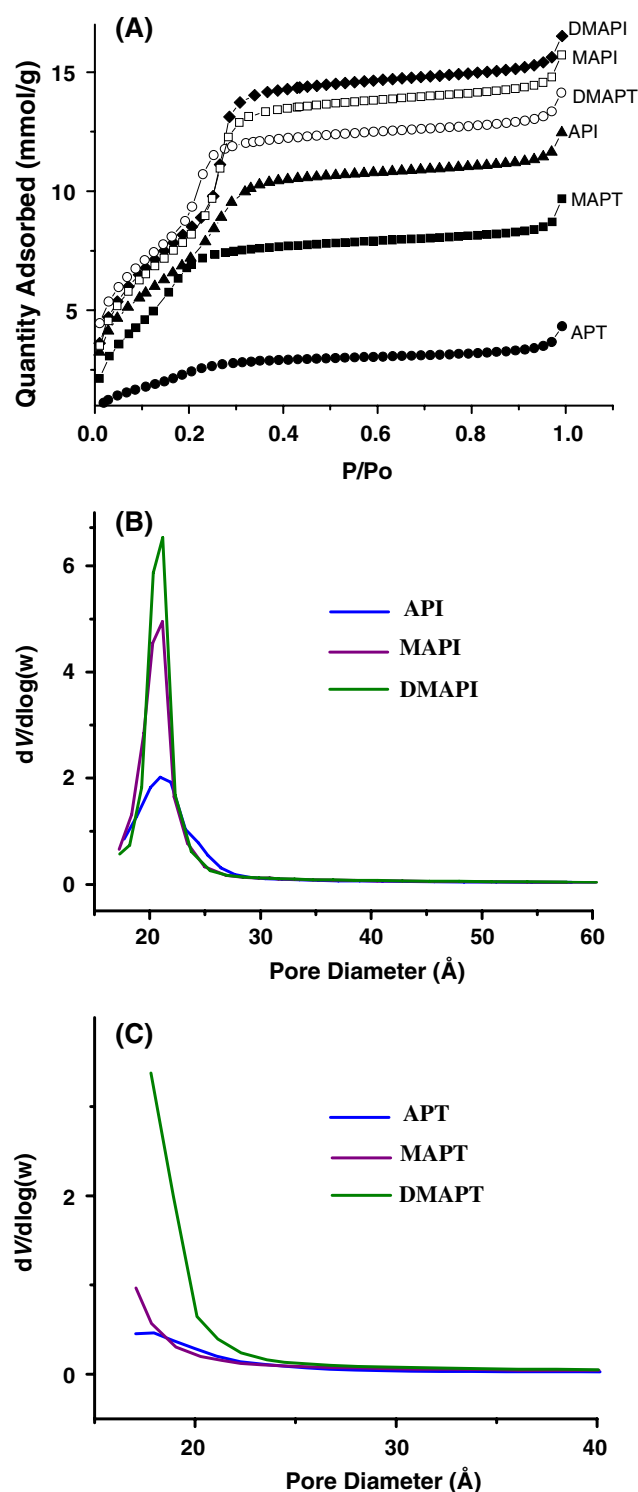 (A)
DMAPI
MAPI
DMAPT
API
MAPT
APT
15
10
5
Quantity Adsorbed (mmol/g)
0.0 0.2 0.4 0.6 0.8 1.0
P/Po
(B)
API
MAPI
DMAPI
6
4
2
0
dV/dlog(w)
20 30 40 50 60
Pore Diameter (Å)
(C)
APT
MAPT
DMAPT
2
0
dV/dlog(w)
20 30 40
Pore Diameter (Å)